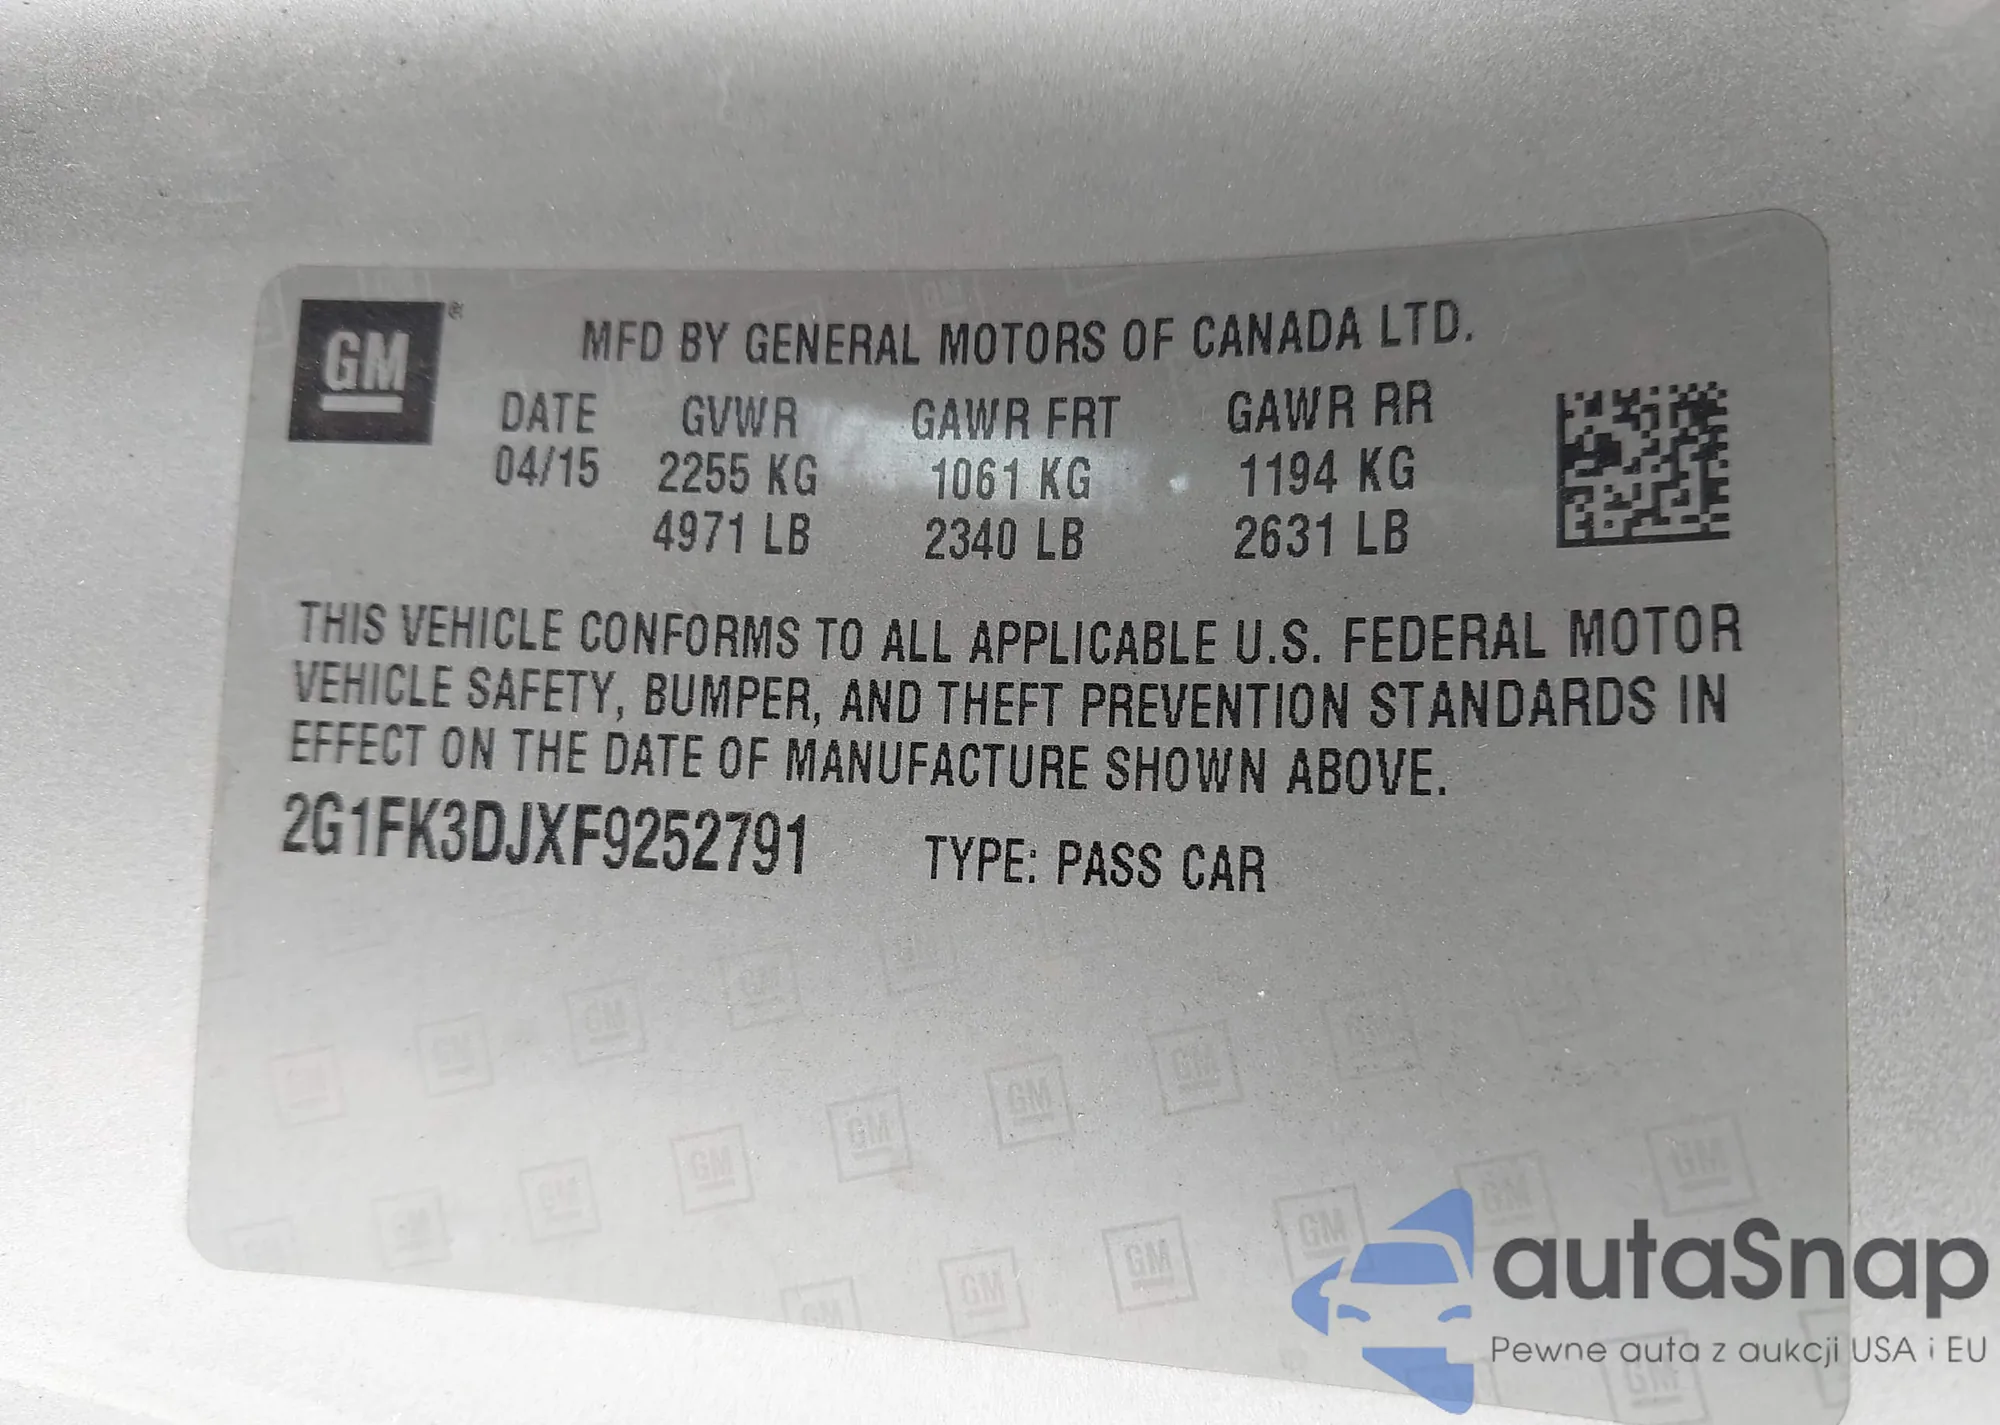 GM ®
MFD BY GENERAL MOTORS OF CANADA LTD.
DATE GVWR GAWR FRT GAWR RR
04/15 2255 KG 1061 KG 1194 KG
4971 LB 2340 LB 2631 LB
THIS VEHICLE CONFORMS TO ALL APPLICABLE U.S. FEDERAL MOTOR
VEHICLE SAFETY, BUMPER, AND THEFT PREVENTION STANDARDS IN
EFFECT ON THE DATE OF MANUFACTURE SHOWN ABOVE.
2G1FK3DJXF9252791 TYPE: PASS CAR
autaSnap
Pewne auta z aukcji USA i EU